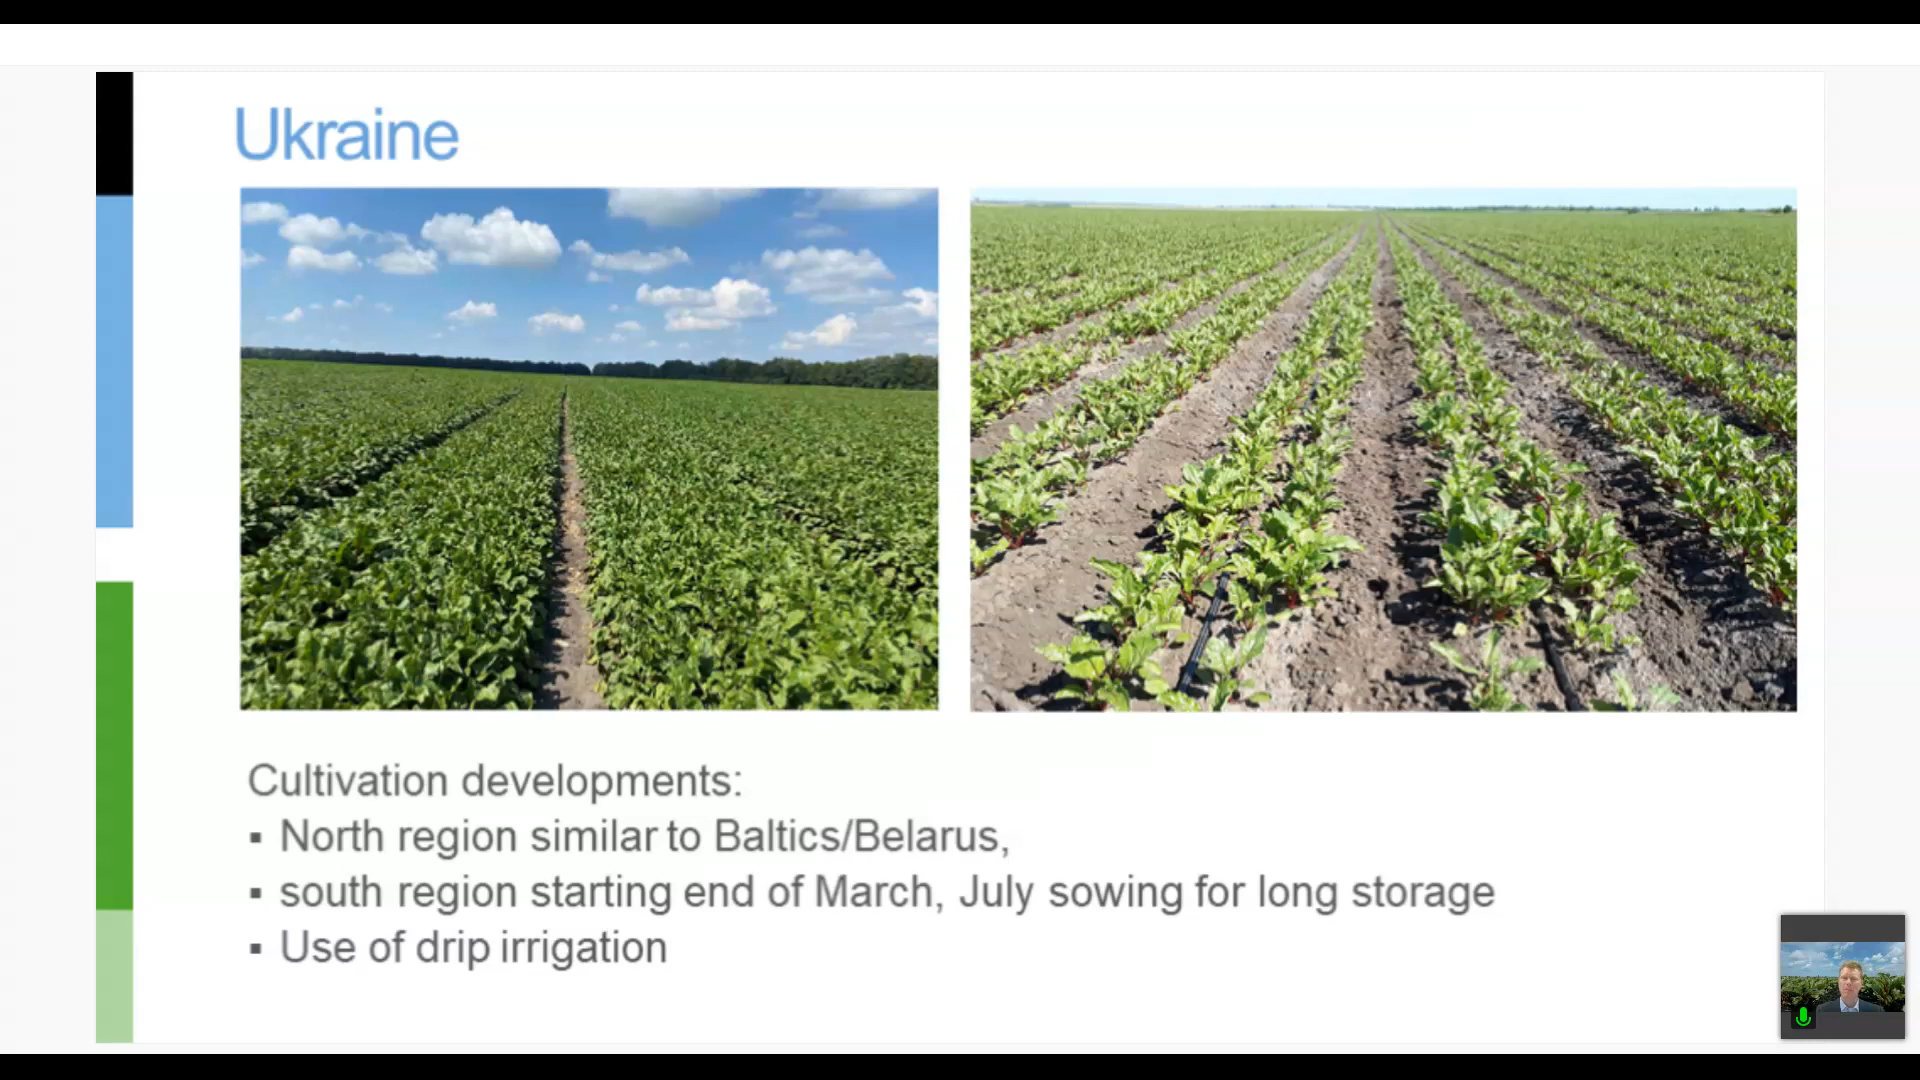 Ukraine
Cultivation developments:
▪ North region similar to Baltics/Belarus,
▪ south region starting end of March, July sowing for long storage
▪ Use of drip irrigation